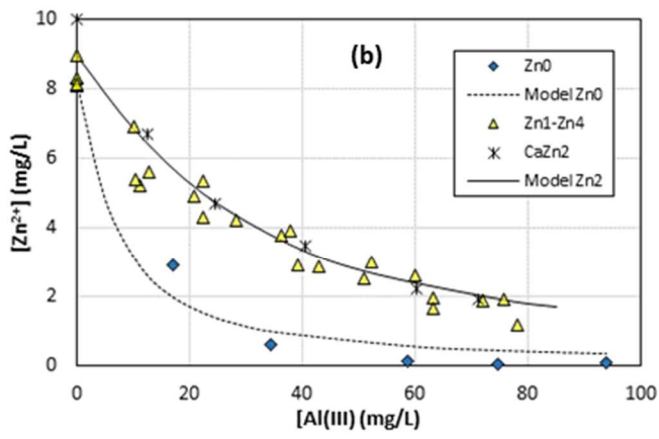 10
8
6
4
2
0
[Zn²⁺] (mg/L)
(b)
Zn0
Model Zn0
Zn1-Zn4
CaZn2
Model Zn2
0
20
40
60
80
100
[Al(III) (mg/L)